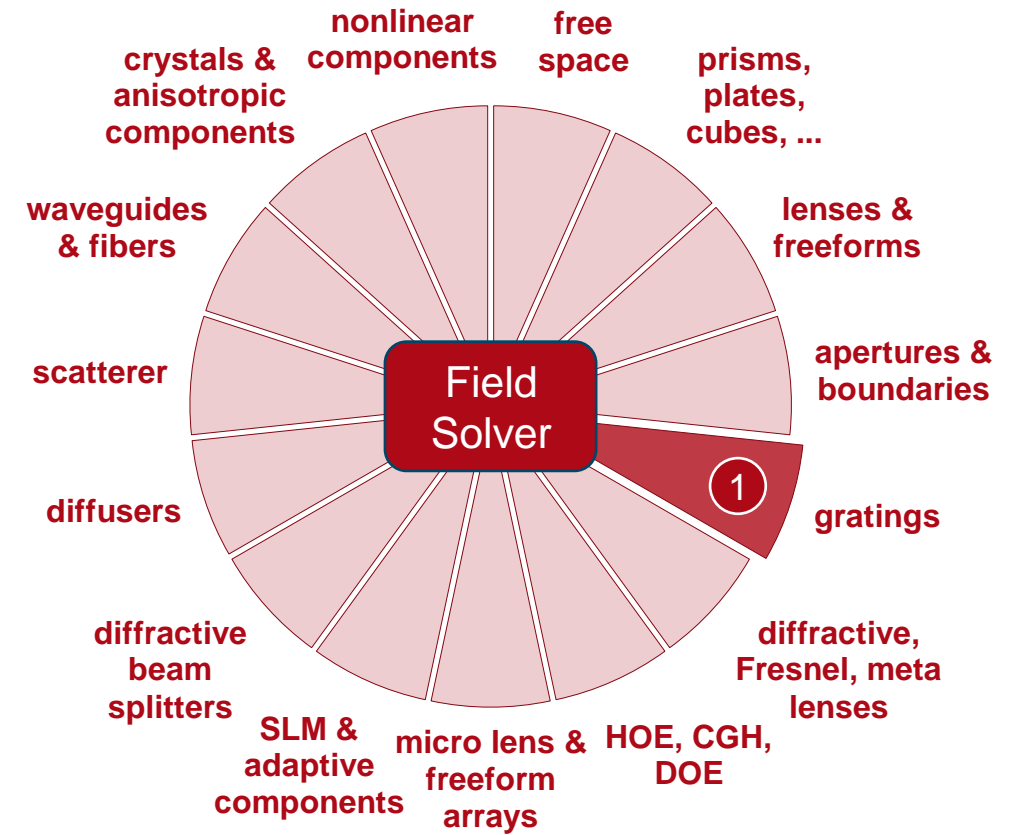 nonlinear
components
free
space
prisms,
plates,
cubes, ...
lenses &
freeforms
apertures &
boundaries
gratings
diffractive,
Fresnel, meta
lenses
HOE, CGH,
DOE
micro lens &
freeform
arrays
SLM &
adaptive
components
diffractive
beam
splitters
diffusers
scatterer
waveguides
& fibers
crystals &
anisotropic
components
Field
Solver
1